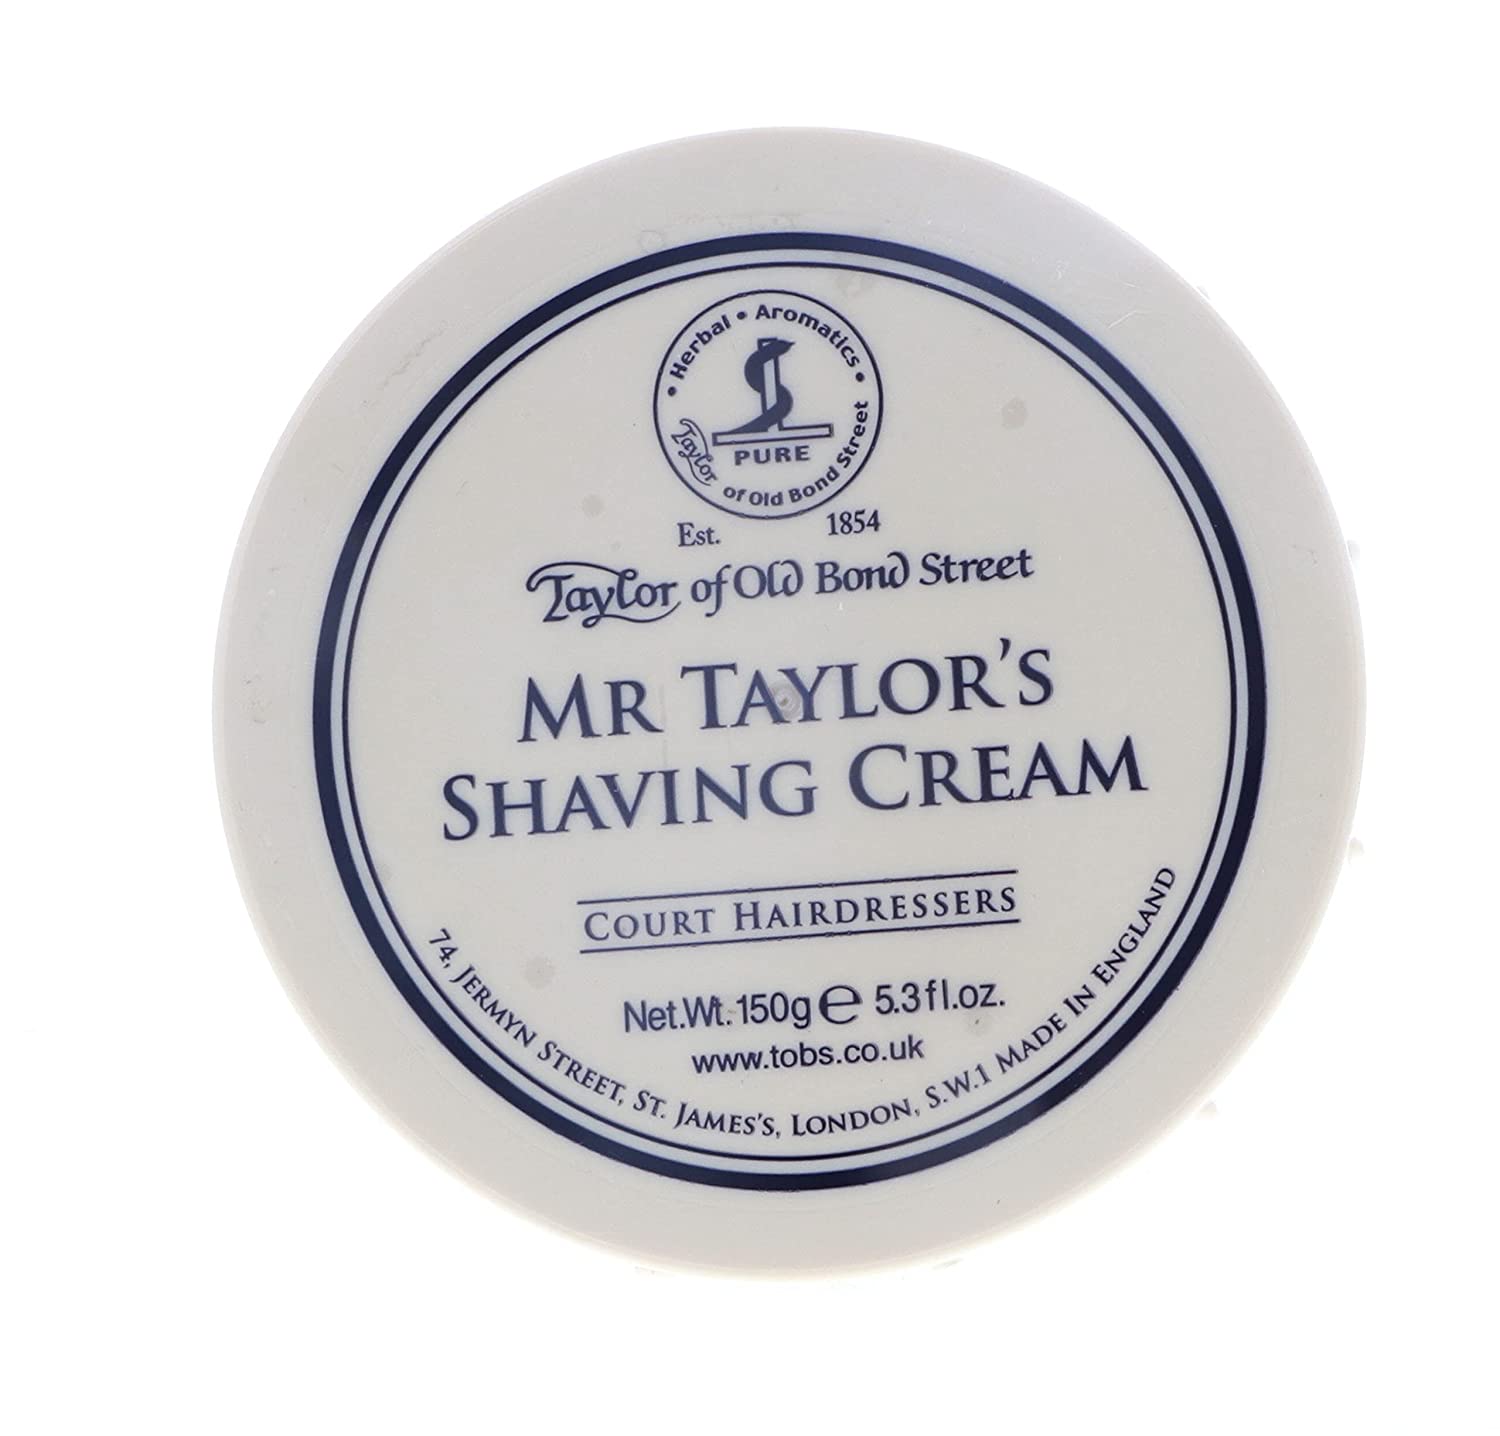 • Herbal • Aromatics •
PURE
Taylor of Old Bond Street
Est. 1854
Taylor of Old Bond Street
MR TAYLOR'S
SHAVING CREAM
COURT HAIRDRESSERS
Net.Wt. 150g e 5.3fl.oz.
www.tobs.co.uk
74, JERMYN STREET, ST. JAMES'S, LONDON, S.W.1 MADE IN ENGLAND